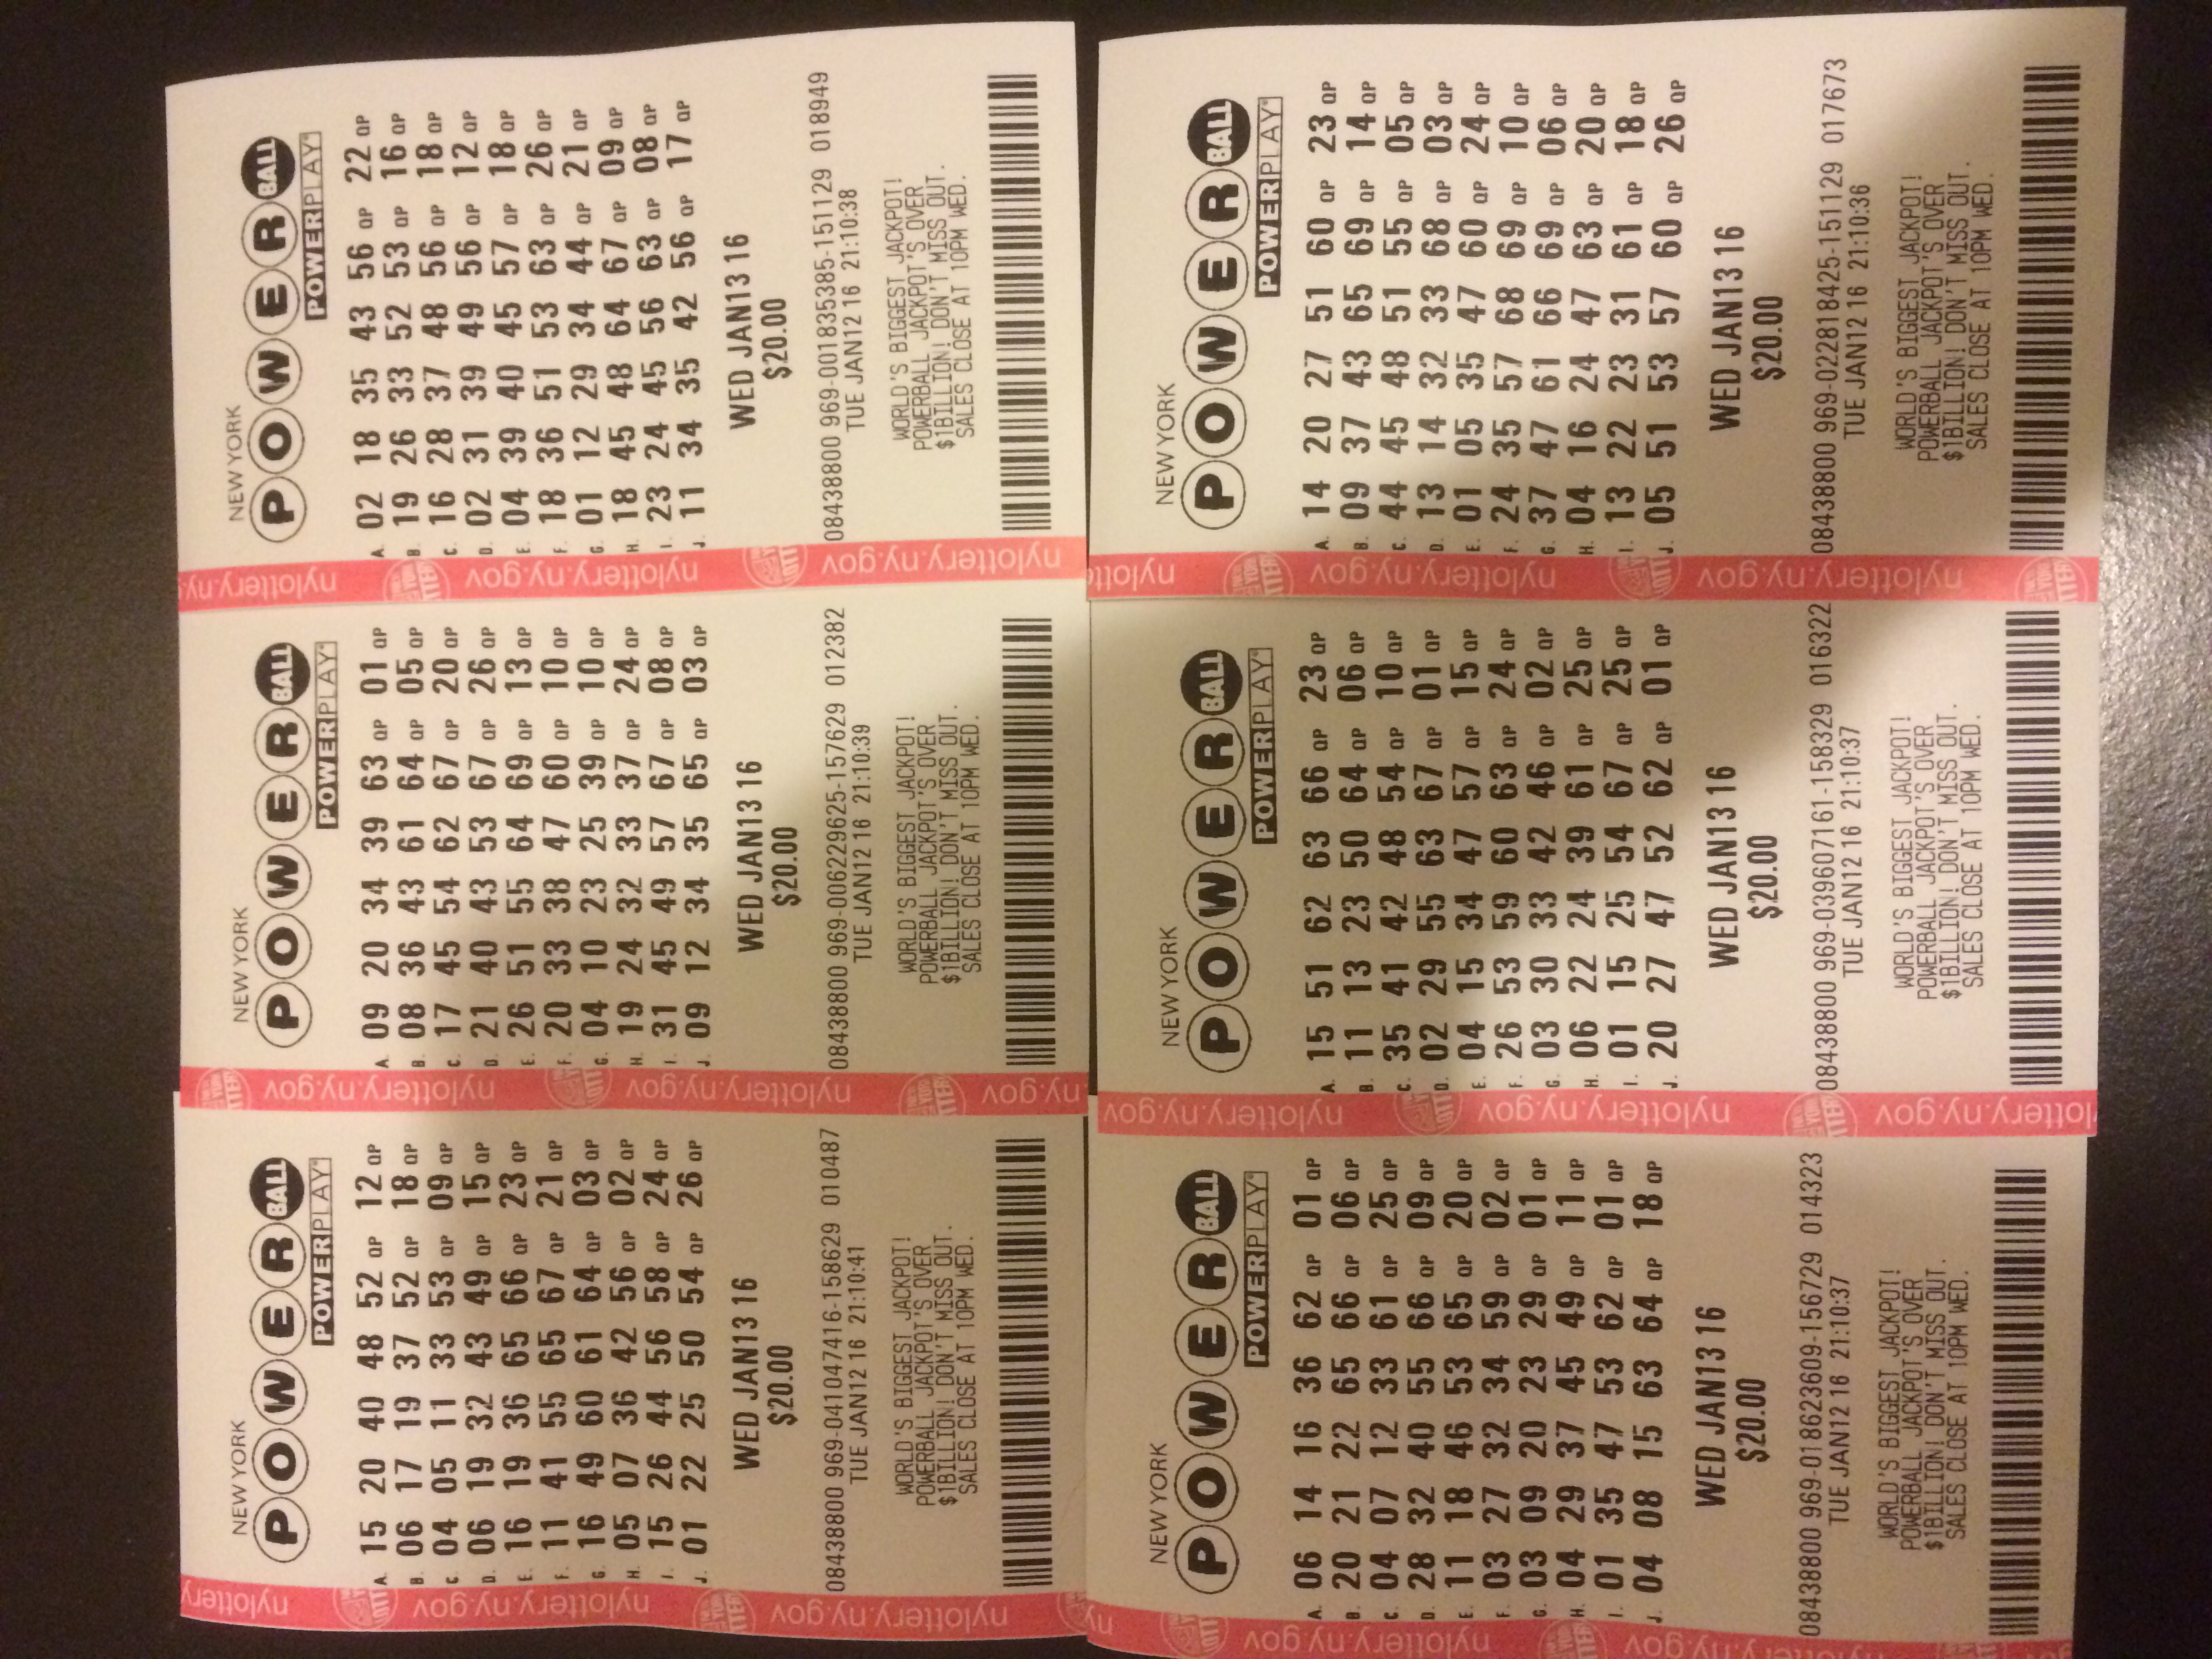 NEW YORK
POWERBALL
POWERPLAY
A. 15 20 40 48 52 QP 12 QP
B. 06 17 19 37 52 QP 18 QP
C. 04 05 11 33 53 QP 09 QP
D. 06 19 32 43 49 QP 15 QP
E. 16 19 36 65 66 QP 23 QP
F. 11 41 55 65 67 QP 21 QP
G. 16 49 60 61 64 QP 03 QP
H. 05 07 36 42 56 QP 02 QP
I. 15 26 44 56 58 QP 24 QP
J. 01 22 25 50 54 QP 26 QP
WED JAN13 16
$20.00
08438800 969-041047416-158629 010487
TUE JAN12 16 21:10:41
WORLD'S BIGGEST JACKPOT!
POWERBALL JACKPOT'S OVER
$1BILLION! DON'T MISS OUT.
SALES CLOSE AT 10PM WED.
nylottery.ny.gov
NEW YORK
POWERBALL
POWERPLAY
A. 09 20 34 39 63 QP 01 QP
B. 08 36 43 61 64 QP 05 QP
C. 17 45 54 62 67 QP 20 QP
D. 21 40 43 53 67 QP 26 QP
E. 26 51 55 64 69 QP 13 QP
F. 20 33 38 47 60 QP 10 QP
G. 04 10 23 25 39 QP 10 QP
H. 19 24 32 33 37 QP 24 QP
I. 31 45 49 57 67 QP 08 QP
J. 09 12 34 35 65 QP 03 QP
WED JAN13 16
$20.00
08438800 969-006229625-157629 012382
TUE JAN12 16 21:10:39
WORLD'S BIGGEST JACKPOT!
POWERBALL JACKPOT'S OVER
$1BILLION! DON'T MISS OUT.
SALES CLOSE AT 10PM WED.
nylottery.ny.gov
NEW YORK
POWERBALL
POWERPLAY
A. 02 18 35 43 56 QP 22 QP
B. 19 26 33 52 53 QP 16 QP
C. 16 28 37 48 56 QP 18 QP
D. 02 31 39 49 56 QP 12 QP
E. 04 39 40 45 57 QP 18 QP
F. 18 36 51 53 63 QP 26 QP
G. 01 12 29 34 44 QP 21 QP
H. 18 45 48 64 67 QP 09 QP
I. 23 24 45 56 63 QP 08 QP
J. 11 34 35 42 56 QP 17 QP
WED JAN13 16
$20.00
08438800 969-001835385-151129 018949
TUE JAN12 16 21:10:38
WORLD'S BIGGEST JACKPOT!
POWERBALL JACKPOT'S OVER
$1BILLION! DON'T MISS OUT.
SALES CLOSE AT 10PM WED.
nylottery.ny.gov
NEW YORK
POWERBALL
POWERPLAY
A. 06 14 16 36 62 QP 01 QP
B. 20 21 22 65 66 QP 06 QP
C. 04 07 12 33 61 QP 25 QP
D. 28 32 40 55 66 QP 09 QP
E. 11 18 46 53 65 QP 20 QP
F. 03 27 32 34 59 QP 02 QP
G. 03 09 20 23 29 QP 01 QP
H. 04 29 37 45 49 QP 11 QP
I. 01 35 47 53 62 QP 01 QP
J. 04 08 15 63 64 QP 18 QP
WED JAN13 16
$20.00
08438800 969-018623609-156729 014323
TUE JAN12 16 21:10:37
WORLD'S BIGGEST JACKPOT!
POWERBALL JACKPOT'S OVER
$1BILLION! DON'T MISS OUT.
SALES CLOSE AT 10PM WED.
nylottery.ny.gov
NEW YORK
POWERBALL
POWERPLAY
A. 15 51 62 63 66 QP 23 QP
B. 11 13 23 50 64 QP 06 QP
C. 35 41 42 48 54 QP 10 QP
D. 02 29 55 63 67 QP 01 QP
E. 04 15 34 47 57 QP 15 QP
F. 26 53 59 60 63 QP 24 QP
G. 03 30 33 42 46 QP 02 QP
H. 06 22 24 39 61 QP 25 QP
I. 01 15 25 54 67 QP 25 QP
J. 20 27 47 52 62 QP 01 QP
WED JAN13 16
$20.00
08438800 969-039607161-158329 016322
TUE JAN12 16 21:10:37
WORLD'S BIGGEST JACKPOT!
POWERBALL JACKPOT'S OVER
$1BILLION! DON'T MISS OUT.
SALES CLOSE AT 10PM WED.
nylottery.ny.gov
NEW YORK
POWERBALL
POWERPLAY
A. 14 20 27 51 60 QP 23 QP
B. 09 37 43 65 69 QP 14 QP
C. 44 45 48 51 55 QP 05 QP
D. 13 14 32 33 68 QP 03 QP
E. 01 05 35 47 60 QP 24 QP
F. 24 35 57 68 69 QP 10 QP
G. 37 47 61 66 69 QP 06 QP
H. 04 16 24 47 63 QP 20 QP
I. 13 22 23 31 61 QP 18 QP
J. 05 51 53 57 60 QP 26 QP
WED JAN13 16
$20.00
08438800 969-022818425-151129 017673
TUE JAN12 16 21:10:36
WORLD'S BIGGEST JACKPOT!
POWERBALL JACKPOT'S OVER
$1BILLION! DON'T MISS OUT.
SALES CLOSE AT 10PM WED.
nylottery.ny.gov